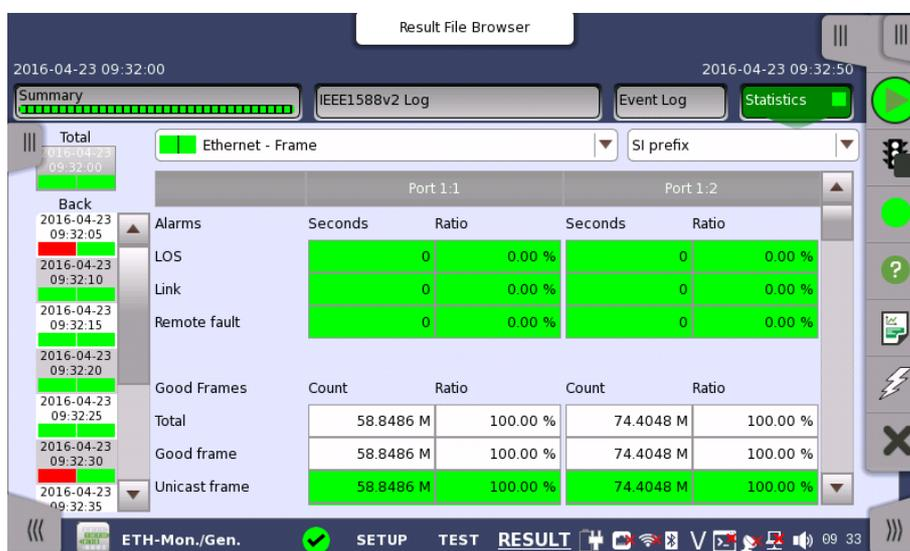 Result File Browser
2016-04-23 09:32:00 2016-04-23 09:32:50
Summary IEEE1588v2 Log Event Log Statistics
Total
2016-04-23
09:32:00
Ethernet - Frame SI prefix
Port 1:1 Port 1:2
Back
2016-04-23
09:32:05
2016-04-23
09:32:10
2016-04-23
09:32:15
2016-04-23
09:32:20
2016-04-23
09:32:25
2016-04-23
09:32:30
2016-04-23
09:32:35
Alarms Seconds Ratio Seconds Ratio
LOS 0 0.00 % 0 0.00 %
Link 0 0.00 % 0 0.00 %
Remote fault 0 0.00 % 0 0.00 %
Good Frames Count Ratio Count Ratio
Total 58.8486 M 100.00 % 74.4048 M 100.00 %
Good frame 58.8486 M 100.00 % 74.4048 M 100.00 %
Unicast frame 58.8486 M 100.00 % 74.4048 M 100.00 %
ETH-Mon./Gen. SETUP TEST RESULT V 09 33